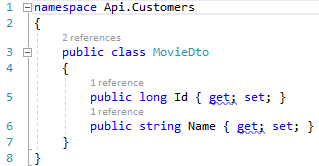 1 namespace Api.Customers
2 {
2 references
3 public class MovieDto
4 {
1 reference
5 public long Id { get; set; }
1 reference
6 public string Name { get; set; }
7 }
8 }